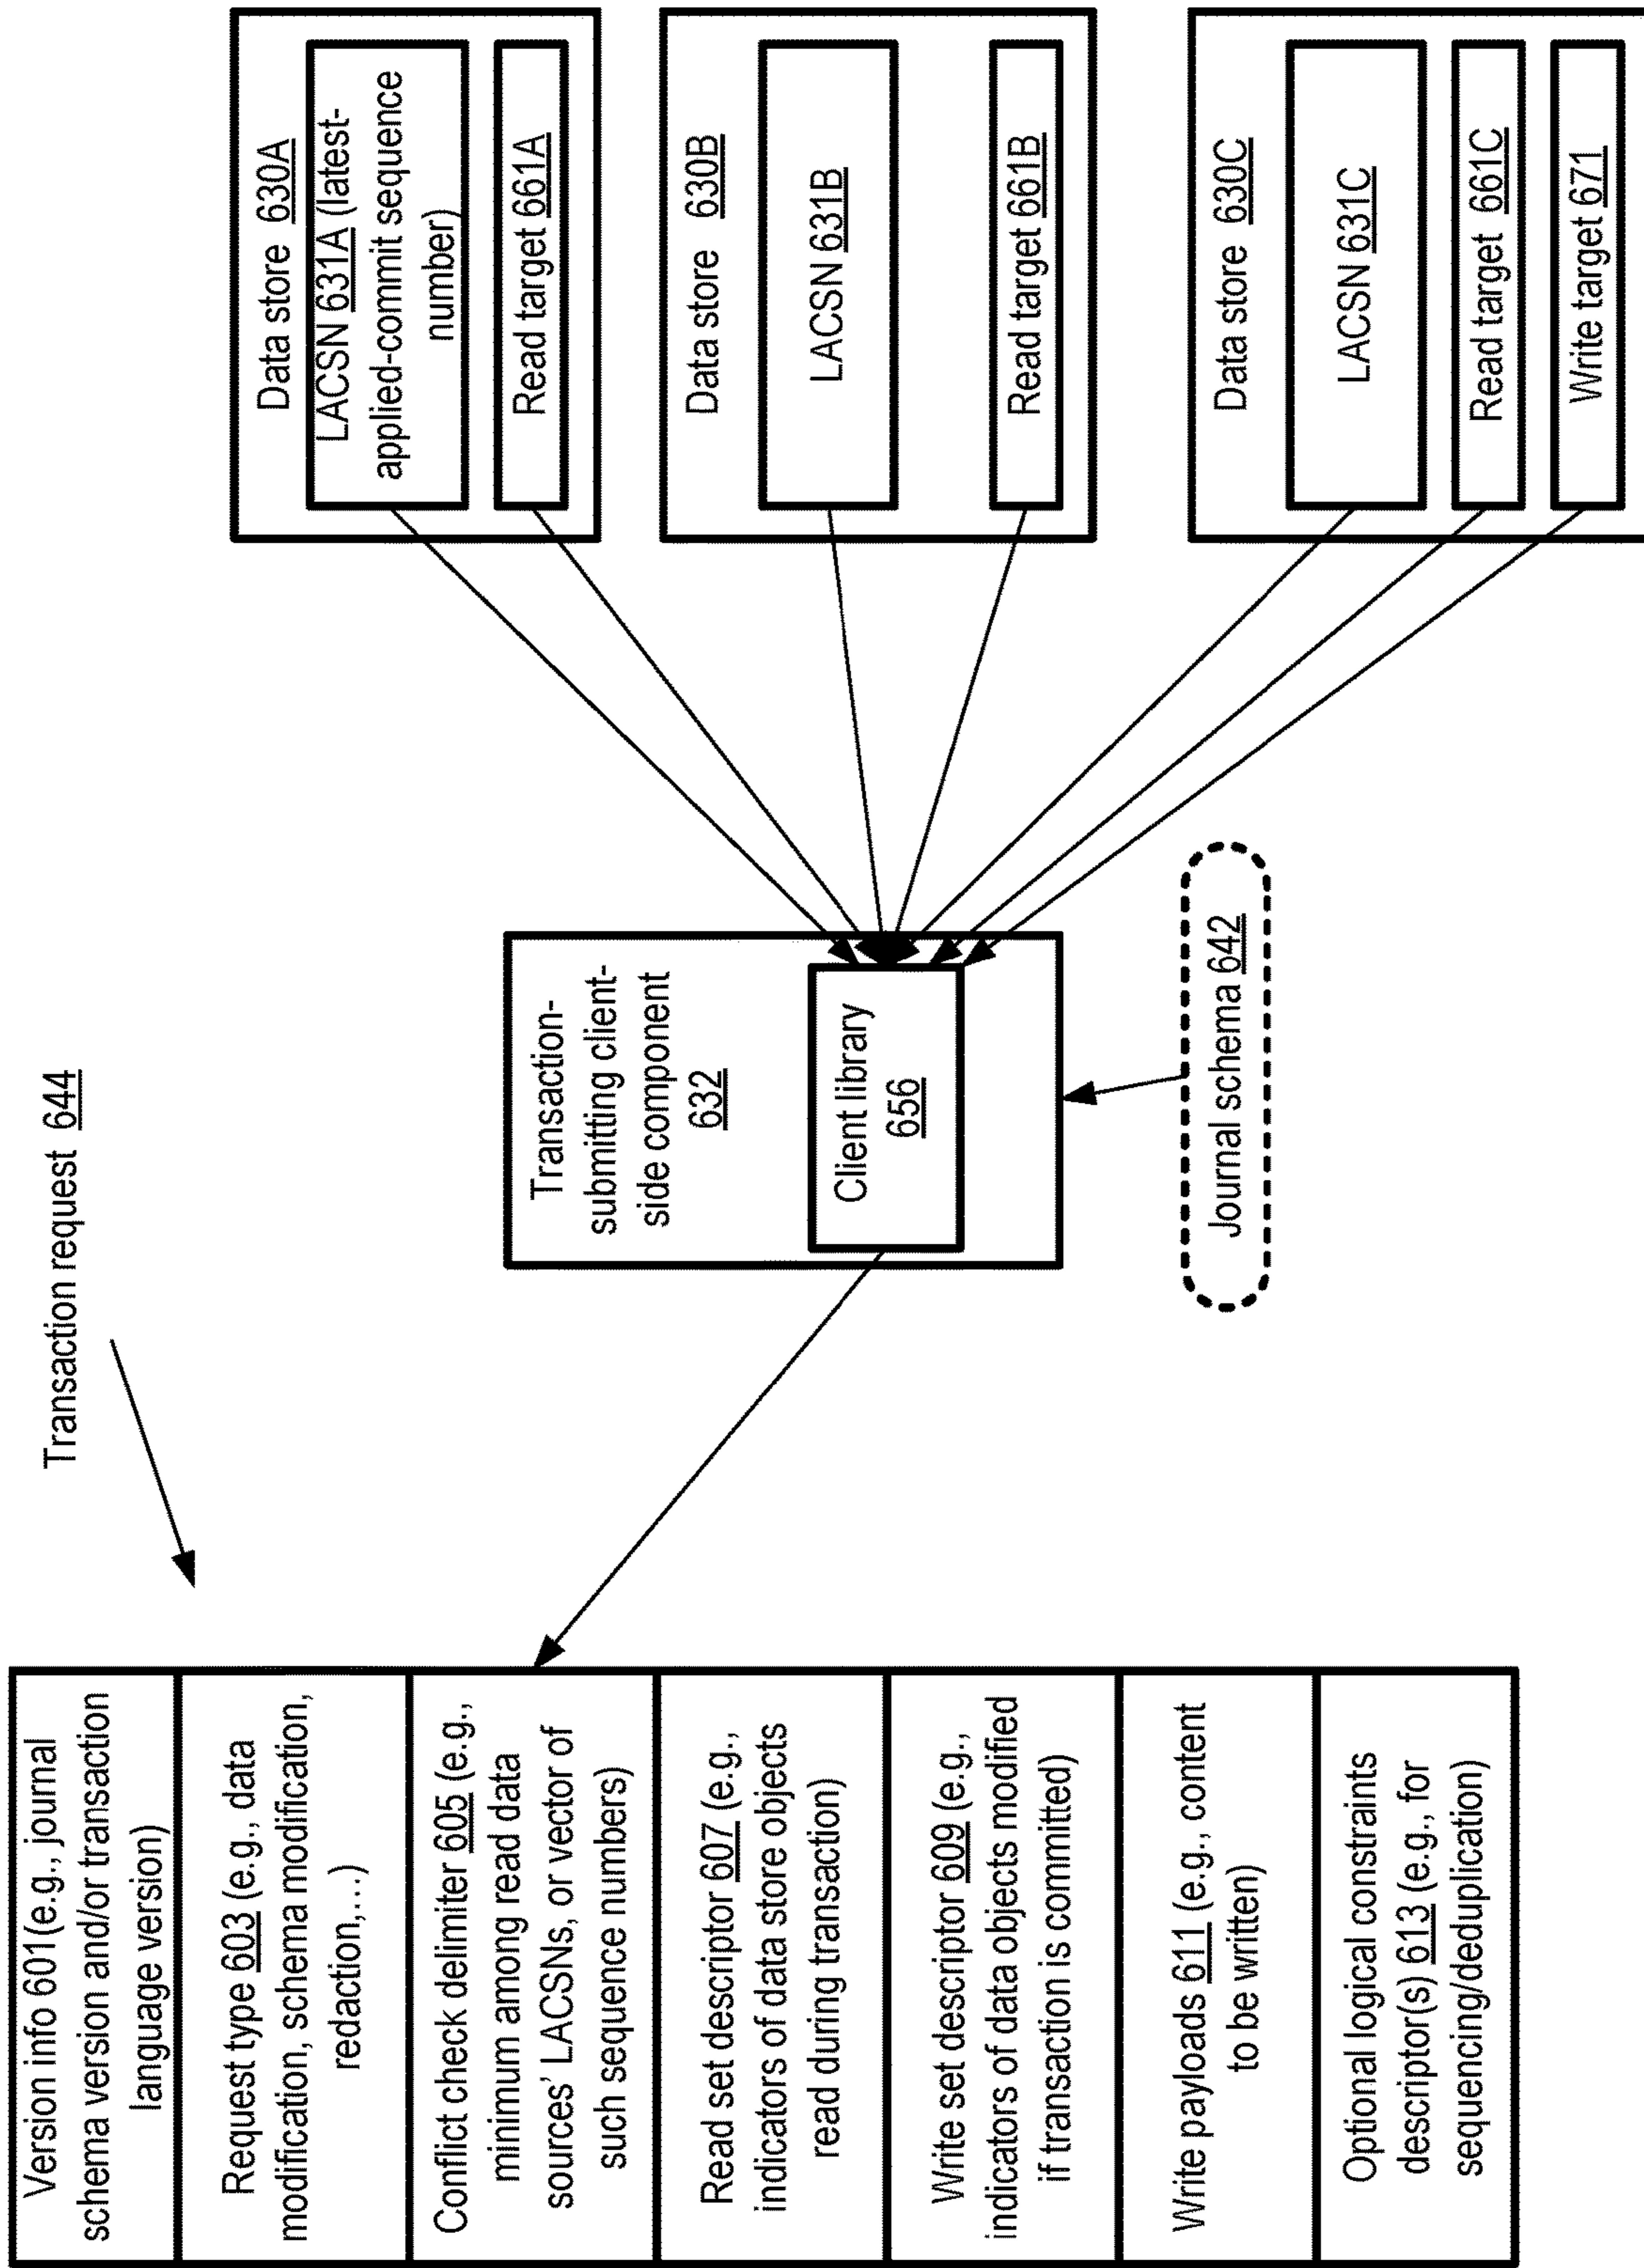 Transaction request 644
Version info 601(e.g., journal
schema version and/or transaction
language version)
Request type 603 (e.g., data
modification, schema modification,
redaction,…)
Conflict check delimiter 605 (e.g.,
minimum among read data
sources' LACSNs, or vector of
such sequence numbers)
Read set descriptor 607 (e.g.,
indicators of data store objects
read during transaction)
Write set descriptor 609 (e.g.,
indicators of data objects modified
if transaction is committed)
Write payloads 611 (e.g., content
to be written)
Optional logical constraints
descriptor(s) 613 (e.g., for
sequencing/deduplication)
Transaction-
submitting client-
side component
632
Client library
656
Journal schema 642
Data store 630A
LACSN 631A (latest-
applied-commit sequence
number)
Read target 661A
Data store 630B
LACSN 631B
Read target 661B
Data store 630C
LACSN 631C
Read target 661C
Write target 671